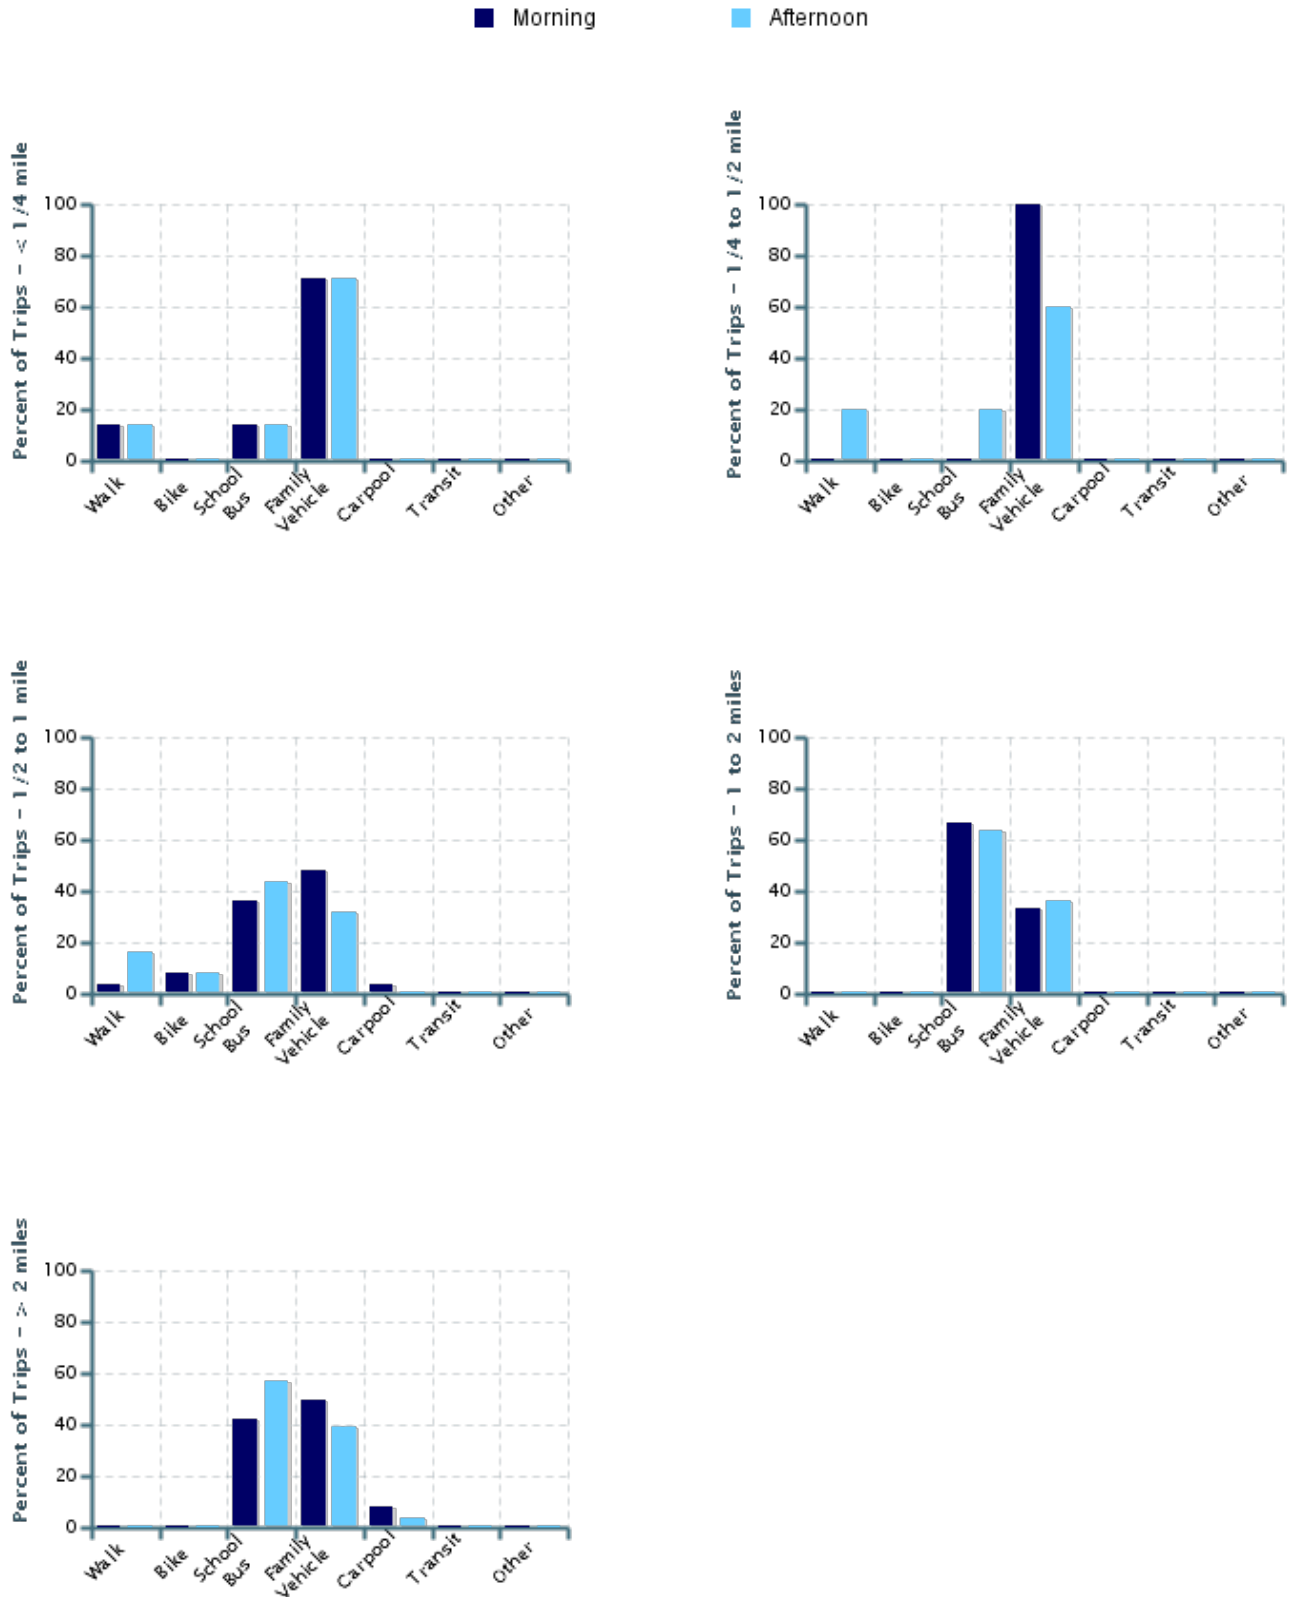 Morning
Afternoon
Percent of Trips - < 1/4 mile
100
80
60
40
20
0
Walk
Bike
School
Bus
Family
Vehicle
Carpool
Transit
Other
Percent of Trips - 1/4 to 1/2 mile
100
80
60
40
20
0
Walk
Bike
School
Bus
Family
Vehicle
Carpool
Transit
Other
Percent of Trips - 1/2 to 1 mile
100
80
60
40
20
0
Walk
Bike
School
Bus
Family
Vehicle
Carpool
Transit
Other
Percent of Trips - 1 to 2 miles
100
80
60
40
20
0
Walk
Bike
School
Bus
Family
Vehicle
Carpool
Transit
Other
Percent of Trips - > 2 miles
100
80
60
40
20
0
Walk
Bike
School
Bus
Family
Vehicle
Carpool
Transit
Other